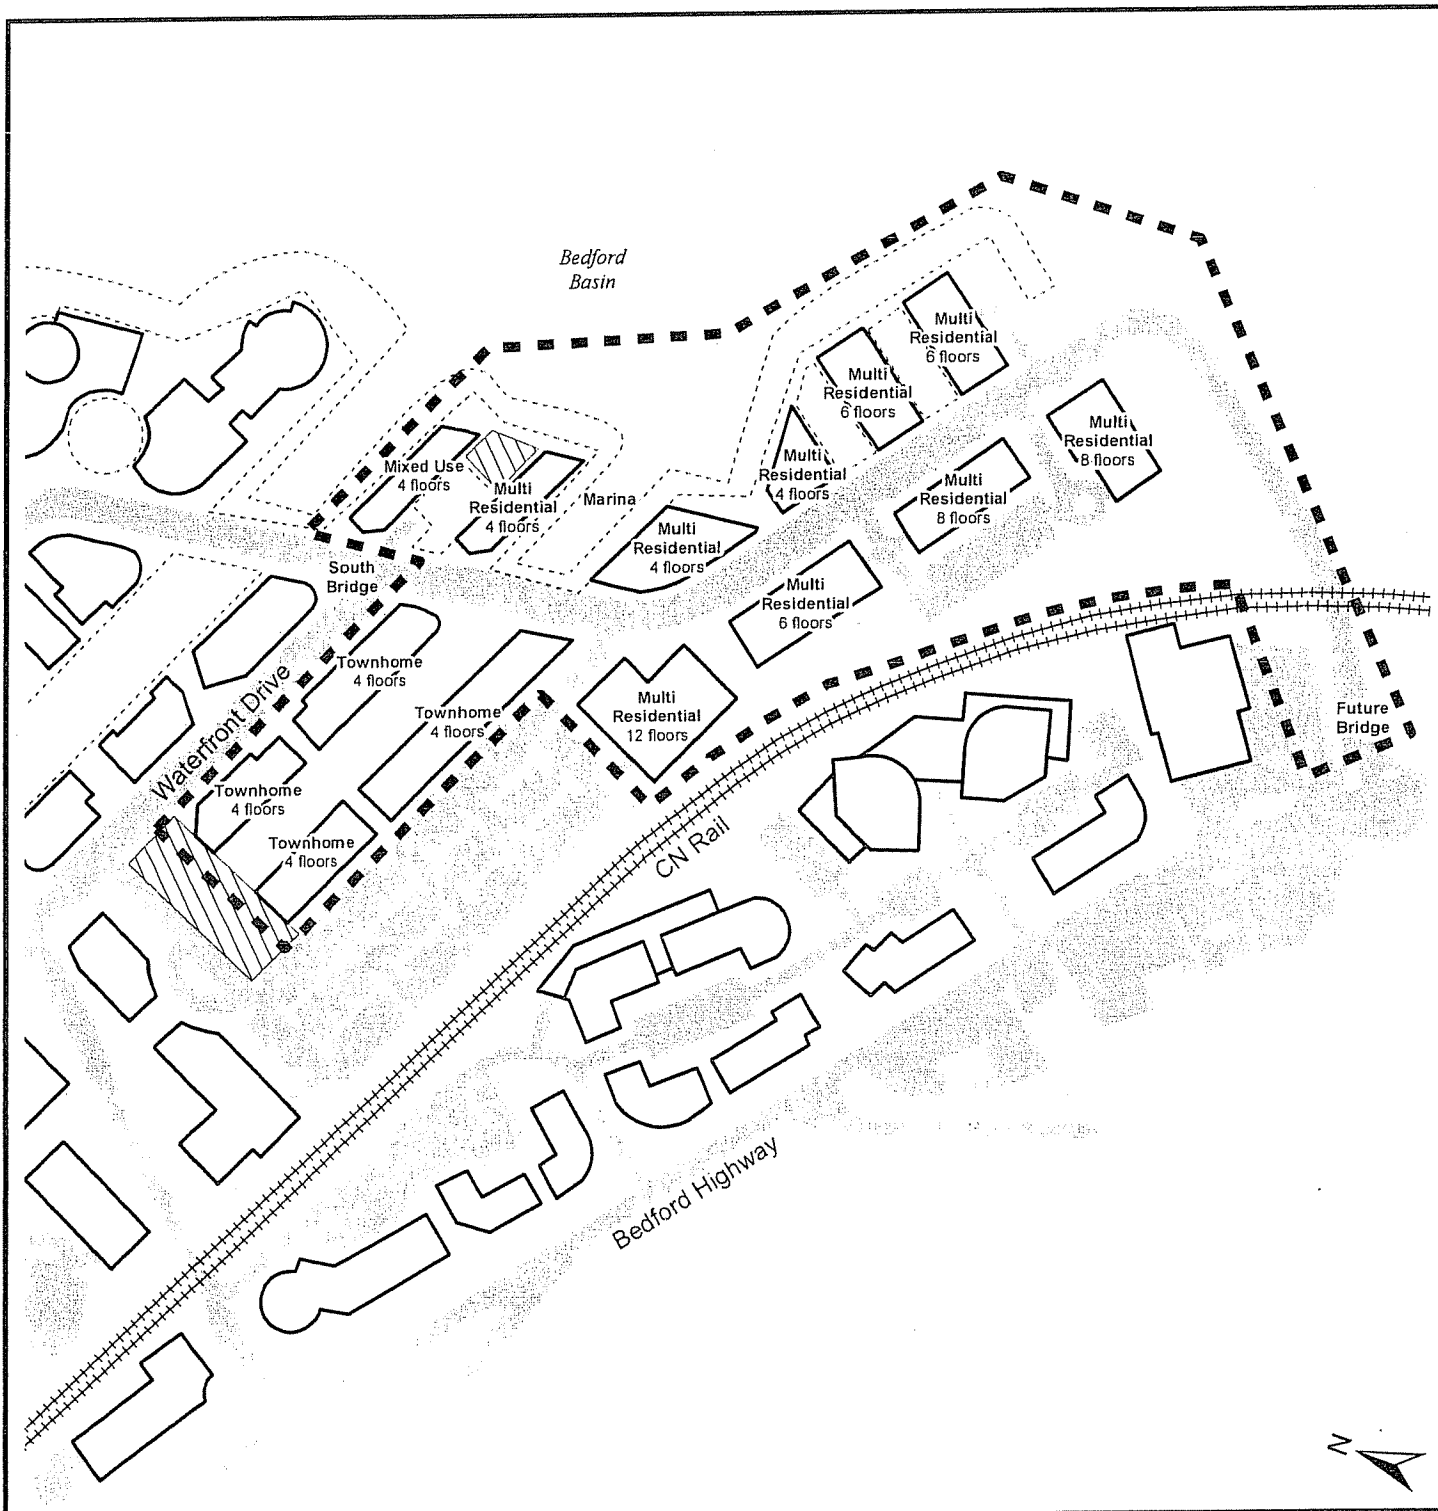 Bedford
Basin
Multi
Residential
6 floors
Multi
Residential
6 floors
Multi
Residential
8 floors
Multi
Residential
4 floors
Mixed Use
4 floors
Multi
Residential
4 floors
Marina
Multi
Residential
8 floors
Multi
Residential
4 floors
South
Bridge
Multi
Residential
6 floors
Waterfront Drive
Townhome
4 floors
Townhome
4 floors
Multi
Residential
12 floors
Future
Bridge
Townhome
4 floors
Townhome
4 floors
CN Rail
Bedford Highway
N